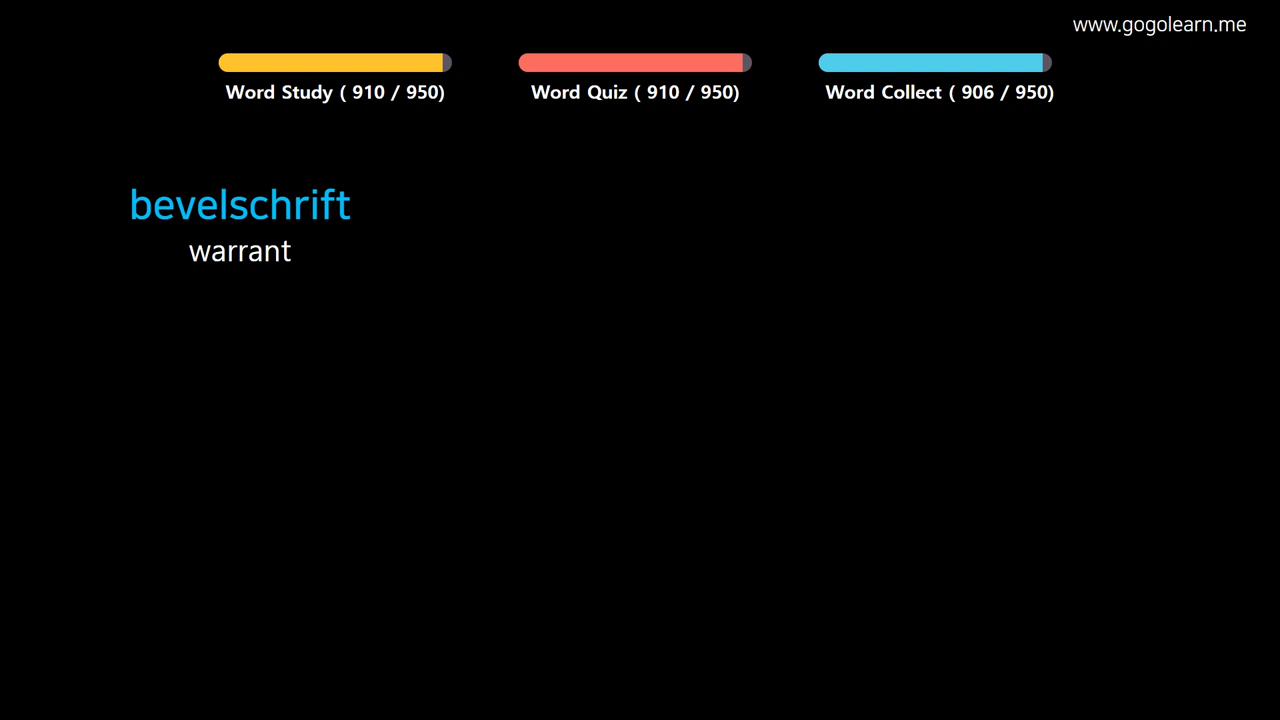 www.gogolearn.me
Word Study ( 910 / 950)
Word Quiz ( 910 / 950)
Word Collect ( 906 / 950)
bevelschrift
warrant